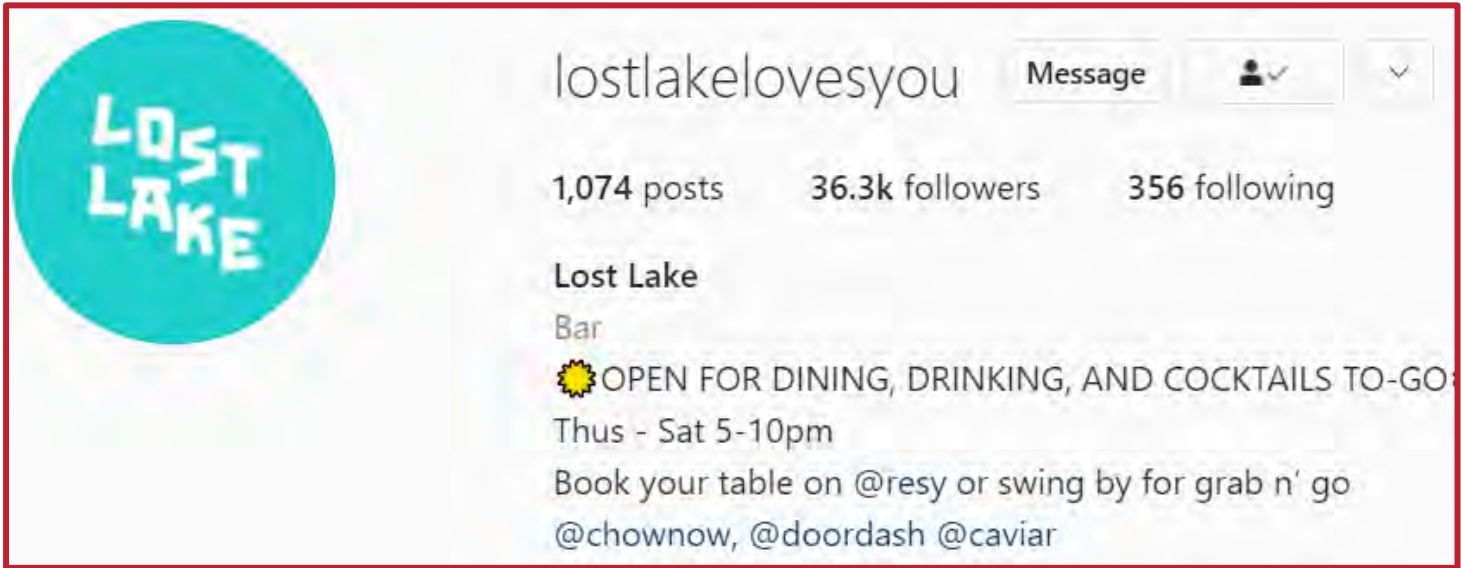 LOST
LAKE
lostlakelovesyou Message
1,074 posts 36.3k followers 356 following
Lost Lake
Bar
OPEN FOR DINING, DRINKING, AND COCKTAILS TO-GO
Thus - Sat 5-10pm
Book your table on @resy or swing by for grab n' go
@chownow, @doordash @caviar